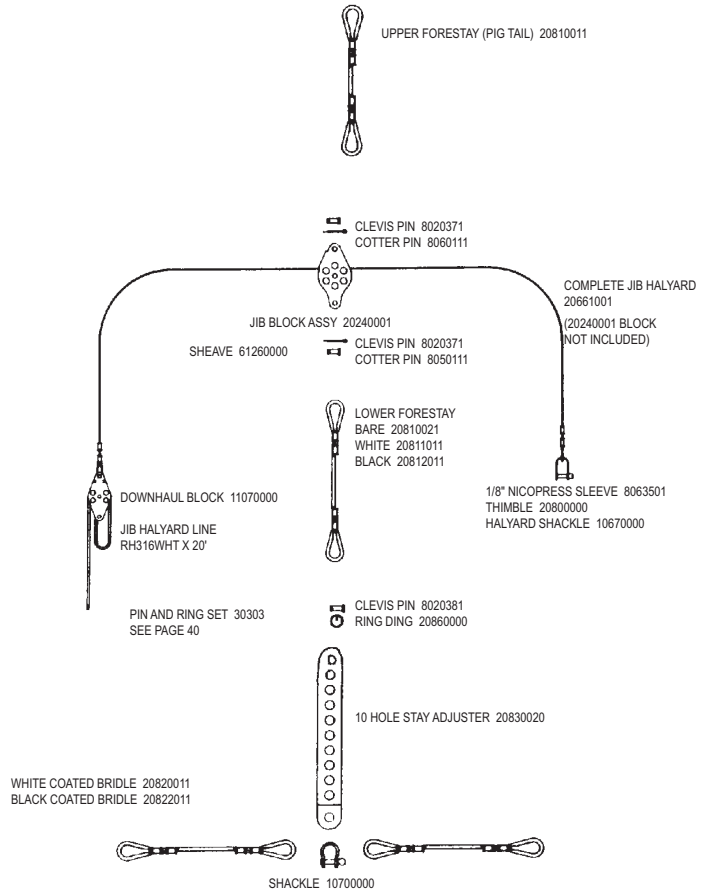 UPPER FORESTAY (PIG TAIL) 20810011
CLEVIS PIN 8020371
COTTER PIN 8060111
COMPLETE JIB HALYARD
20661001
(20240001 BLOCK
NOT INCLUDED)
JIB BLOCK ASSY 20240001
SHEAVE 61260000
CLEVIS PIN 8020371
COTTER PIN 8050111
LOWER FORESTAY
BARE 20810021
WHITE 20811011
BLACK 20812011
DOWNHAUL BLOCK 11070000
JIB HALYARD LINE
RH316WHT X 20'
1/8" NICOPRESS SLEEVE 8063501
THIMBLE 20800000
HALYARD SHACKLE 10670000
PIN AND RING SET 30303
SEE PAGE 40
CLEVIS PIN 8020381
RING DING 20860000
10 HOLE STAY ADJUSTER 20830020
WHITE COATED BRIDLE 20820011
BLACK COATED BRIDLE 20822011
SHACKLE 10700000